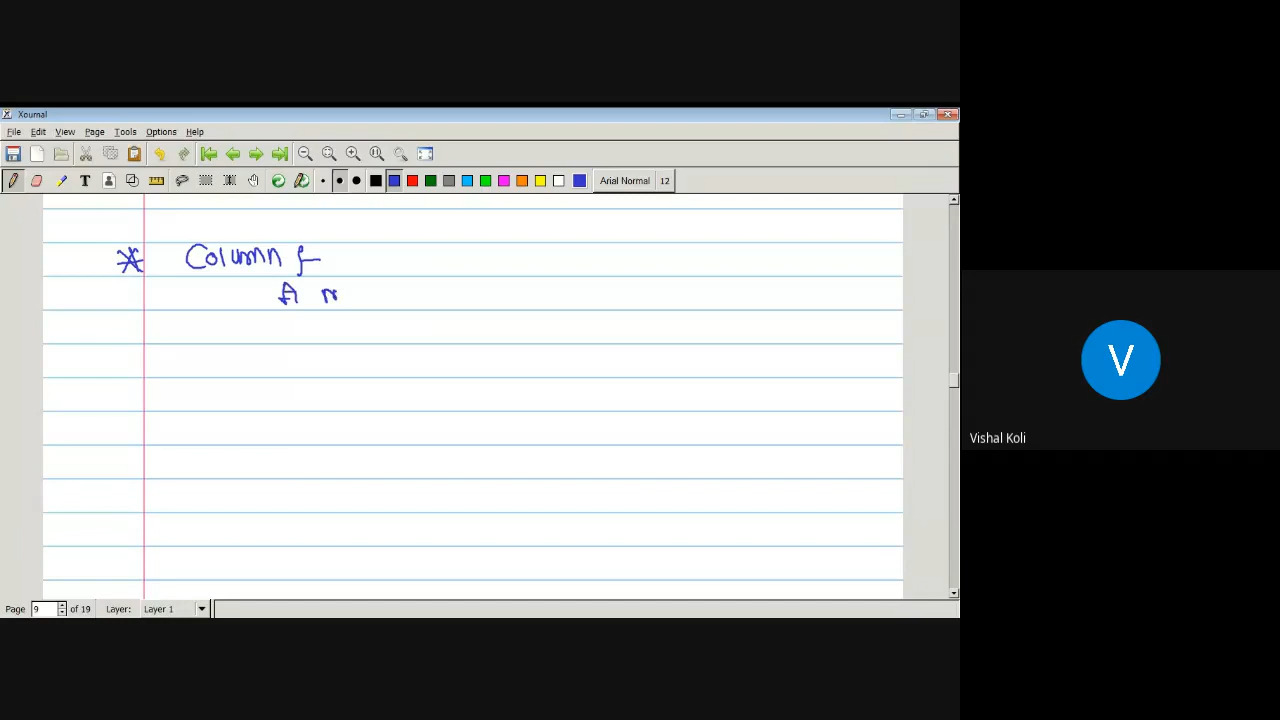 Xournal
File Edit View Page Tools Options Help
T Arial Normal 12
* Column :-
A m
Page 9 of 19 Layer: Layer 1
V
Vishal Koli